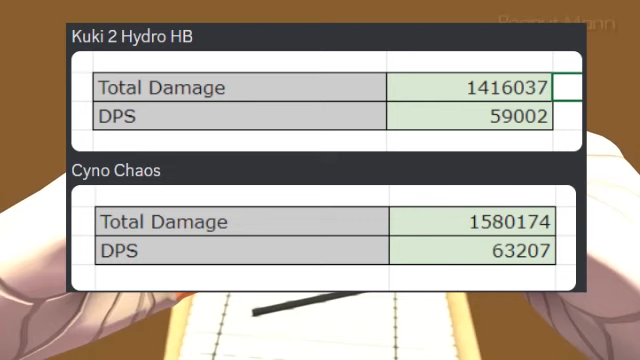 Kuki 2 Hydro HB
Total Damage 1416037
DPS 59002
Cyno Chaos
Total Damage 1580174
DPS 63207